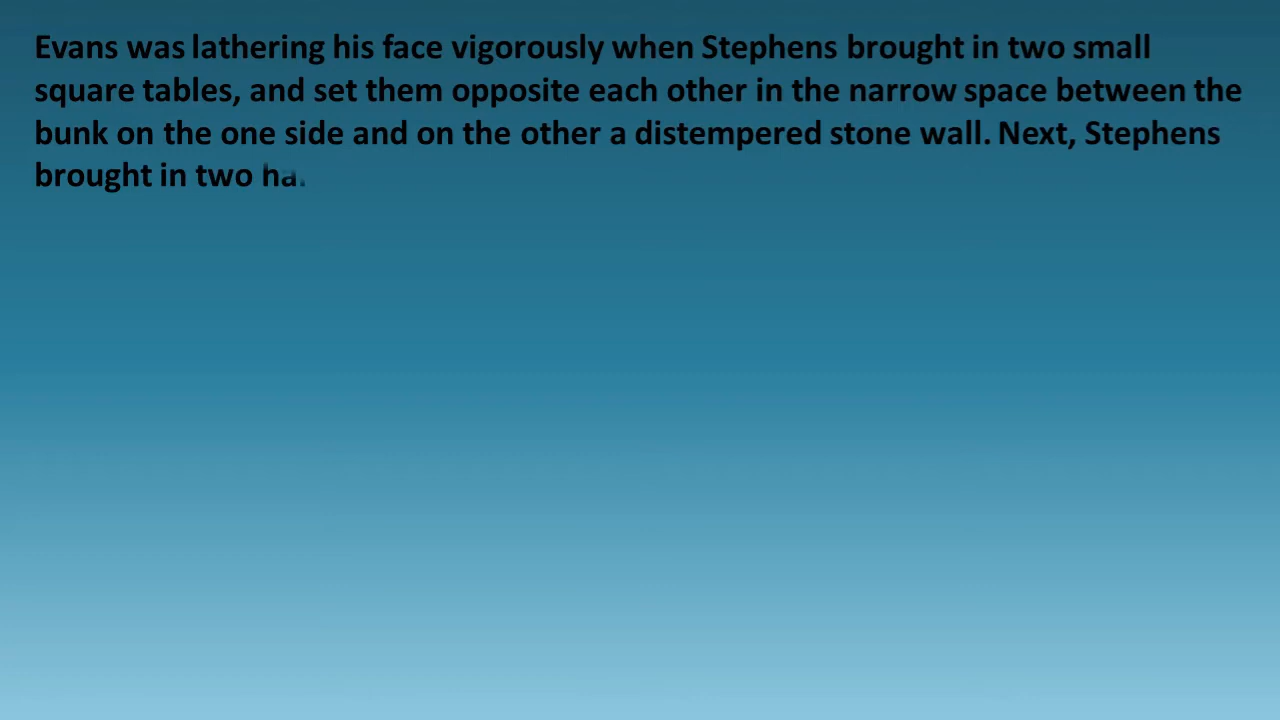 Evans was lathering his face vigorously when Stephens brought in two small
square tables, and set them opposite each other in the narrow space between the
bunk on the one side and on the other a distempered stone wall. Next, Stephens
brought in two